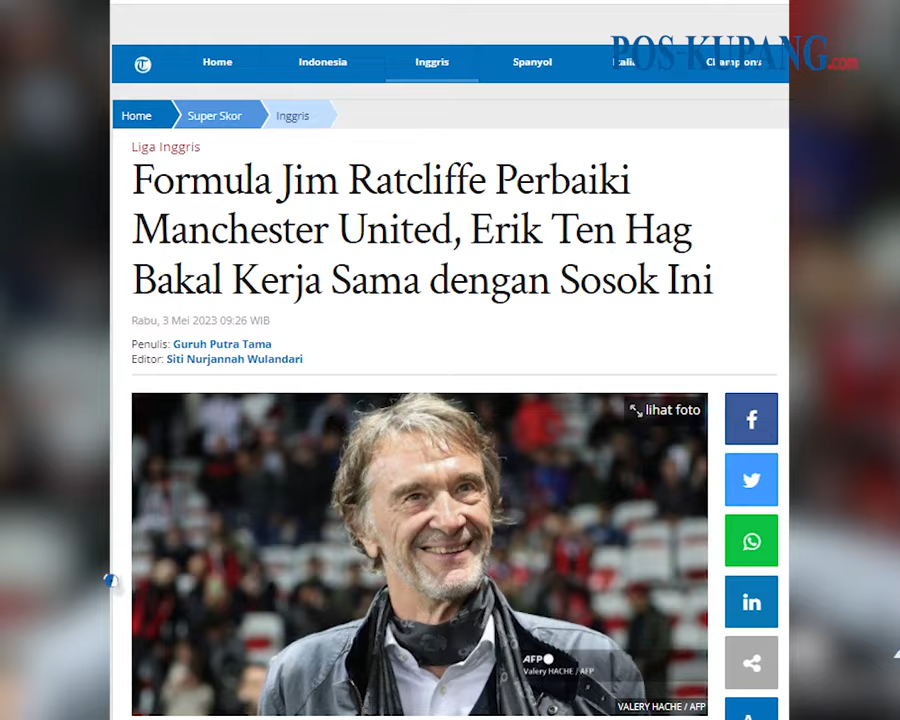 POS-KUPANG.com
Home Indonesia Inggris Spanyol Italia Champions
Home Super Skor Inggris
Liga Inggris
Formula Jim Ratcliffe Perbaiki
Manchester United, Erik Ten Hag
Bakal Kerja Sama dengan Sosok Ini
Rabu, 3 Mei 2023 09:26 WIB
Penulis: Guruh Putra Tama
Editor: Siti Nurjannah Wulandari
lihat foto
AFP
Valery HACHE / AFP
VALERY HACHE / AFP